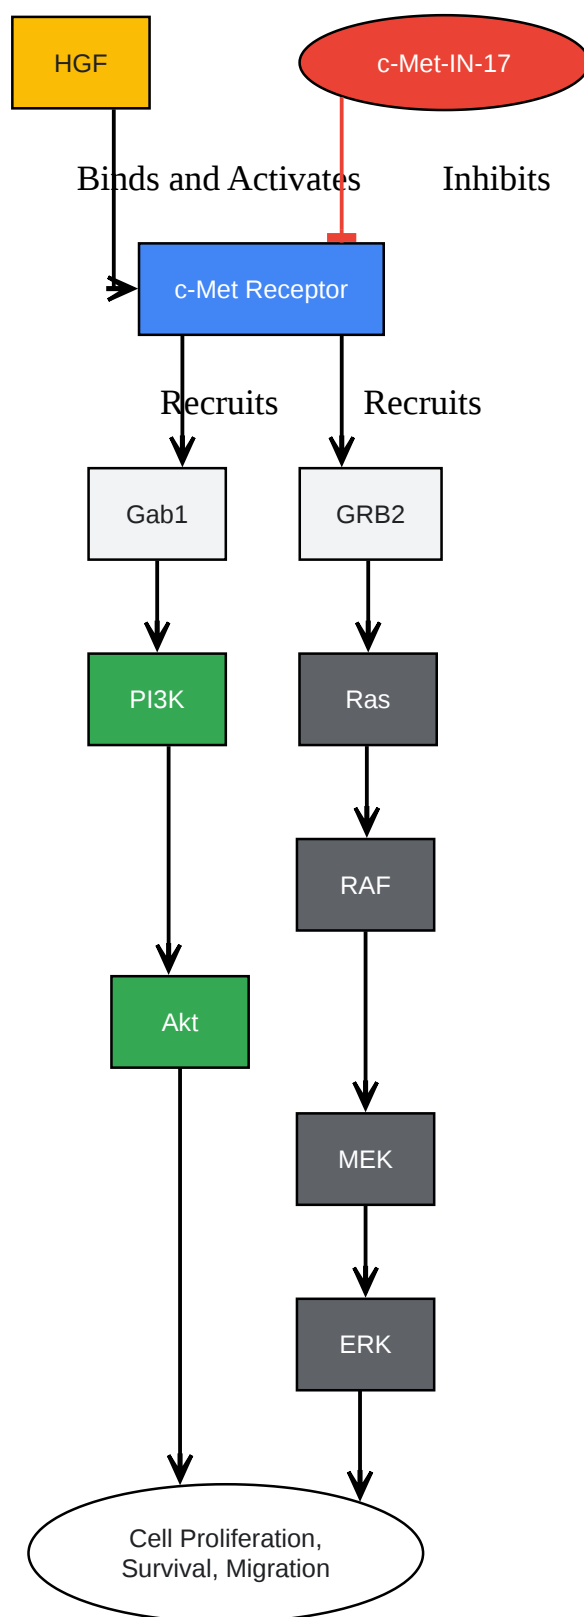 HGF
c-Met-IN-17
Binds and Activates
Inhibits
c-Met Receptor
Recruits
Recruits
Gab1
GRB2
PI3K
Ras
RAF
Akt
MEK
ERK
Cell Proliferation,
Survival, Migration